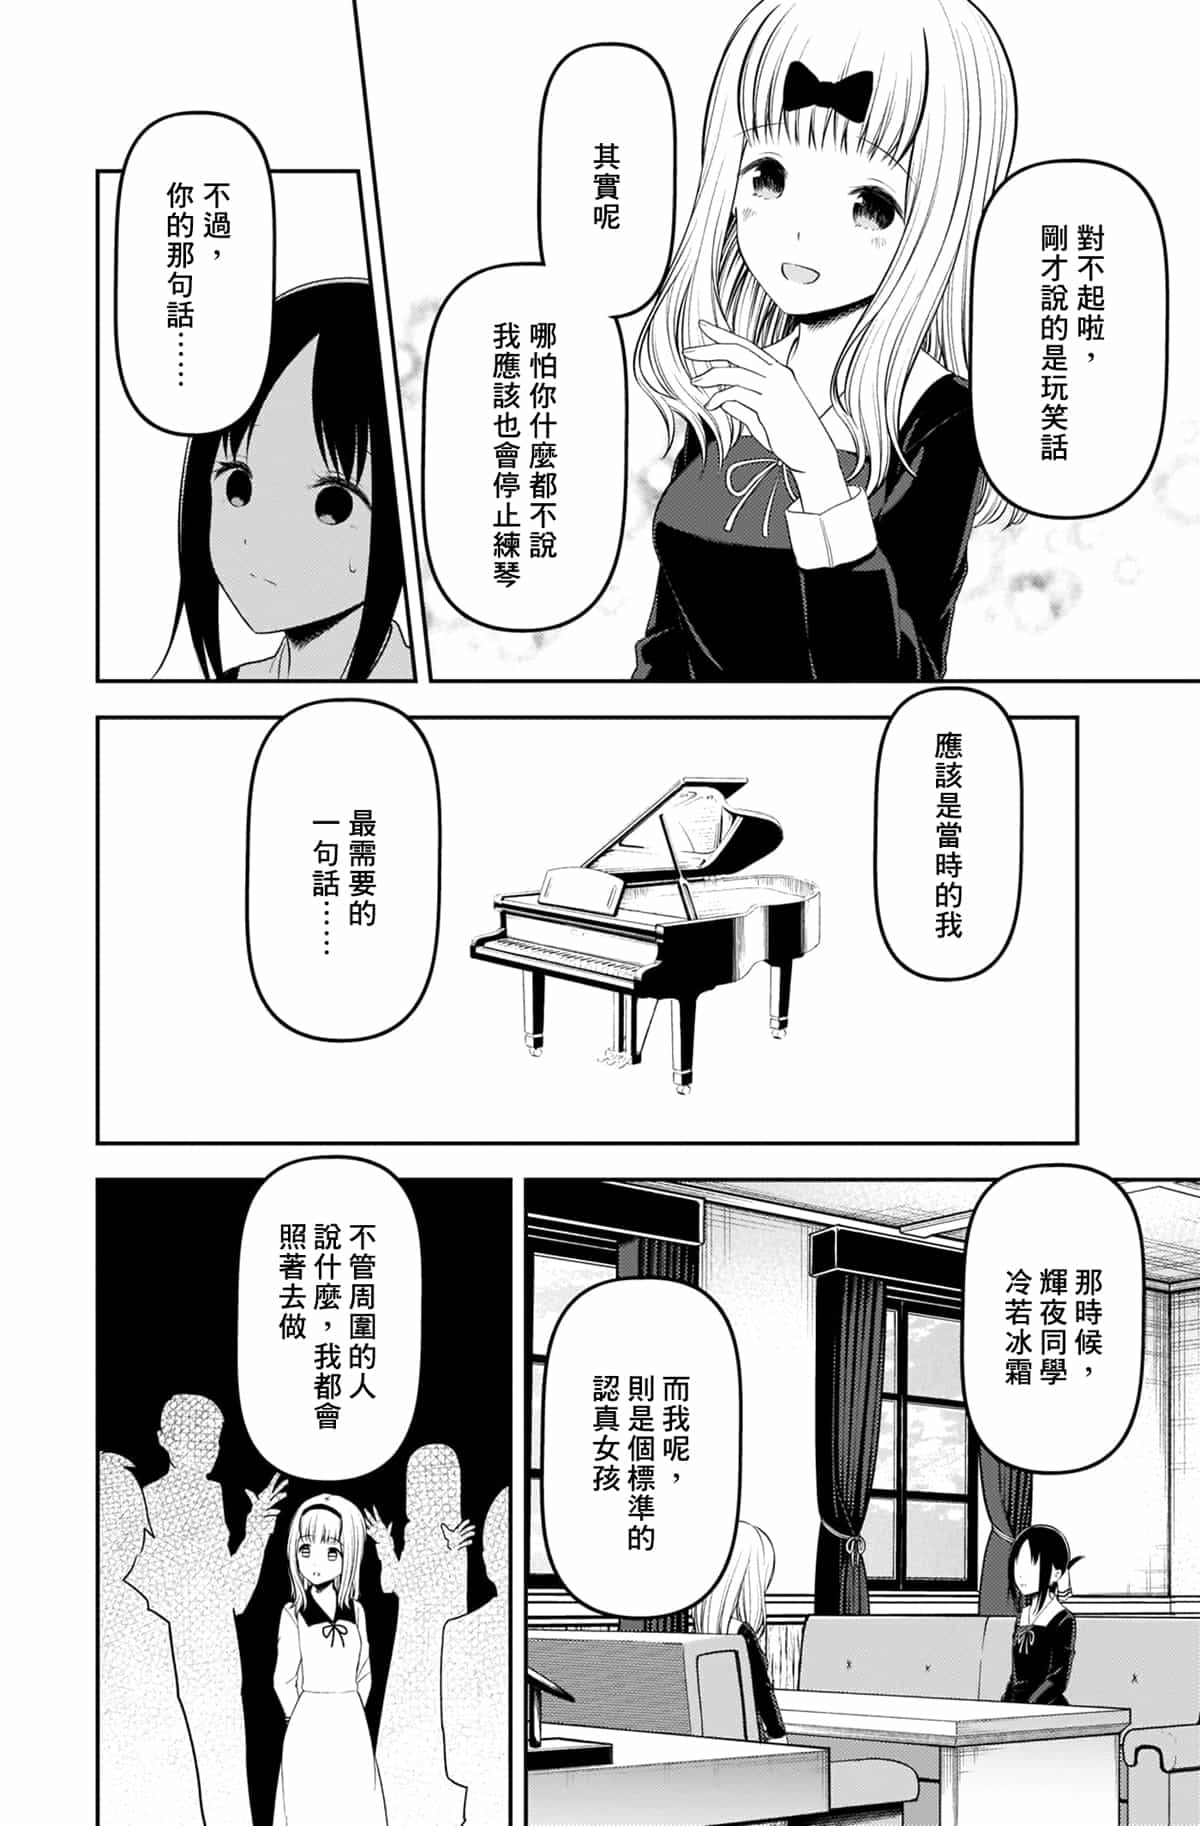 對不起啦，
剛才說的是玩笑話
其實呢
哪怕你什麼都不說
我應該也會停止練琴
不過，
你的那句話……
應該是當時的我
最需要的
一句話……
那時候，
輝夜同學
冷若冰霜
而我呢，
則是個標準的
認真女孩
不管周圍的人
說什麼，我都會
照著去做